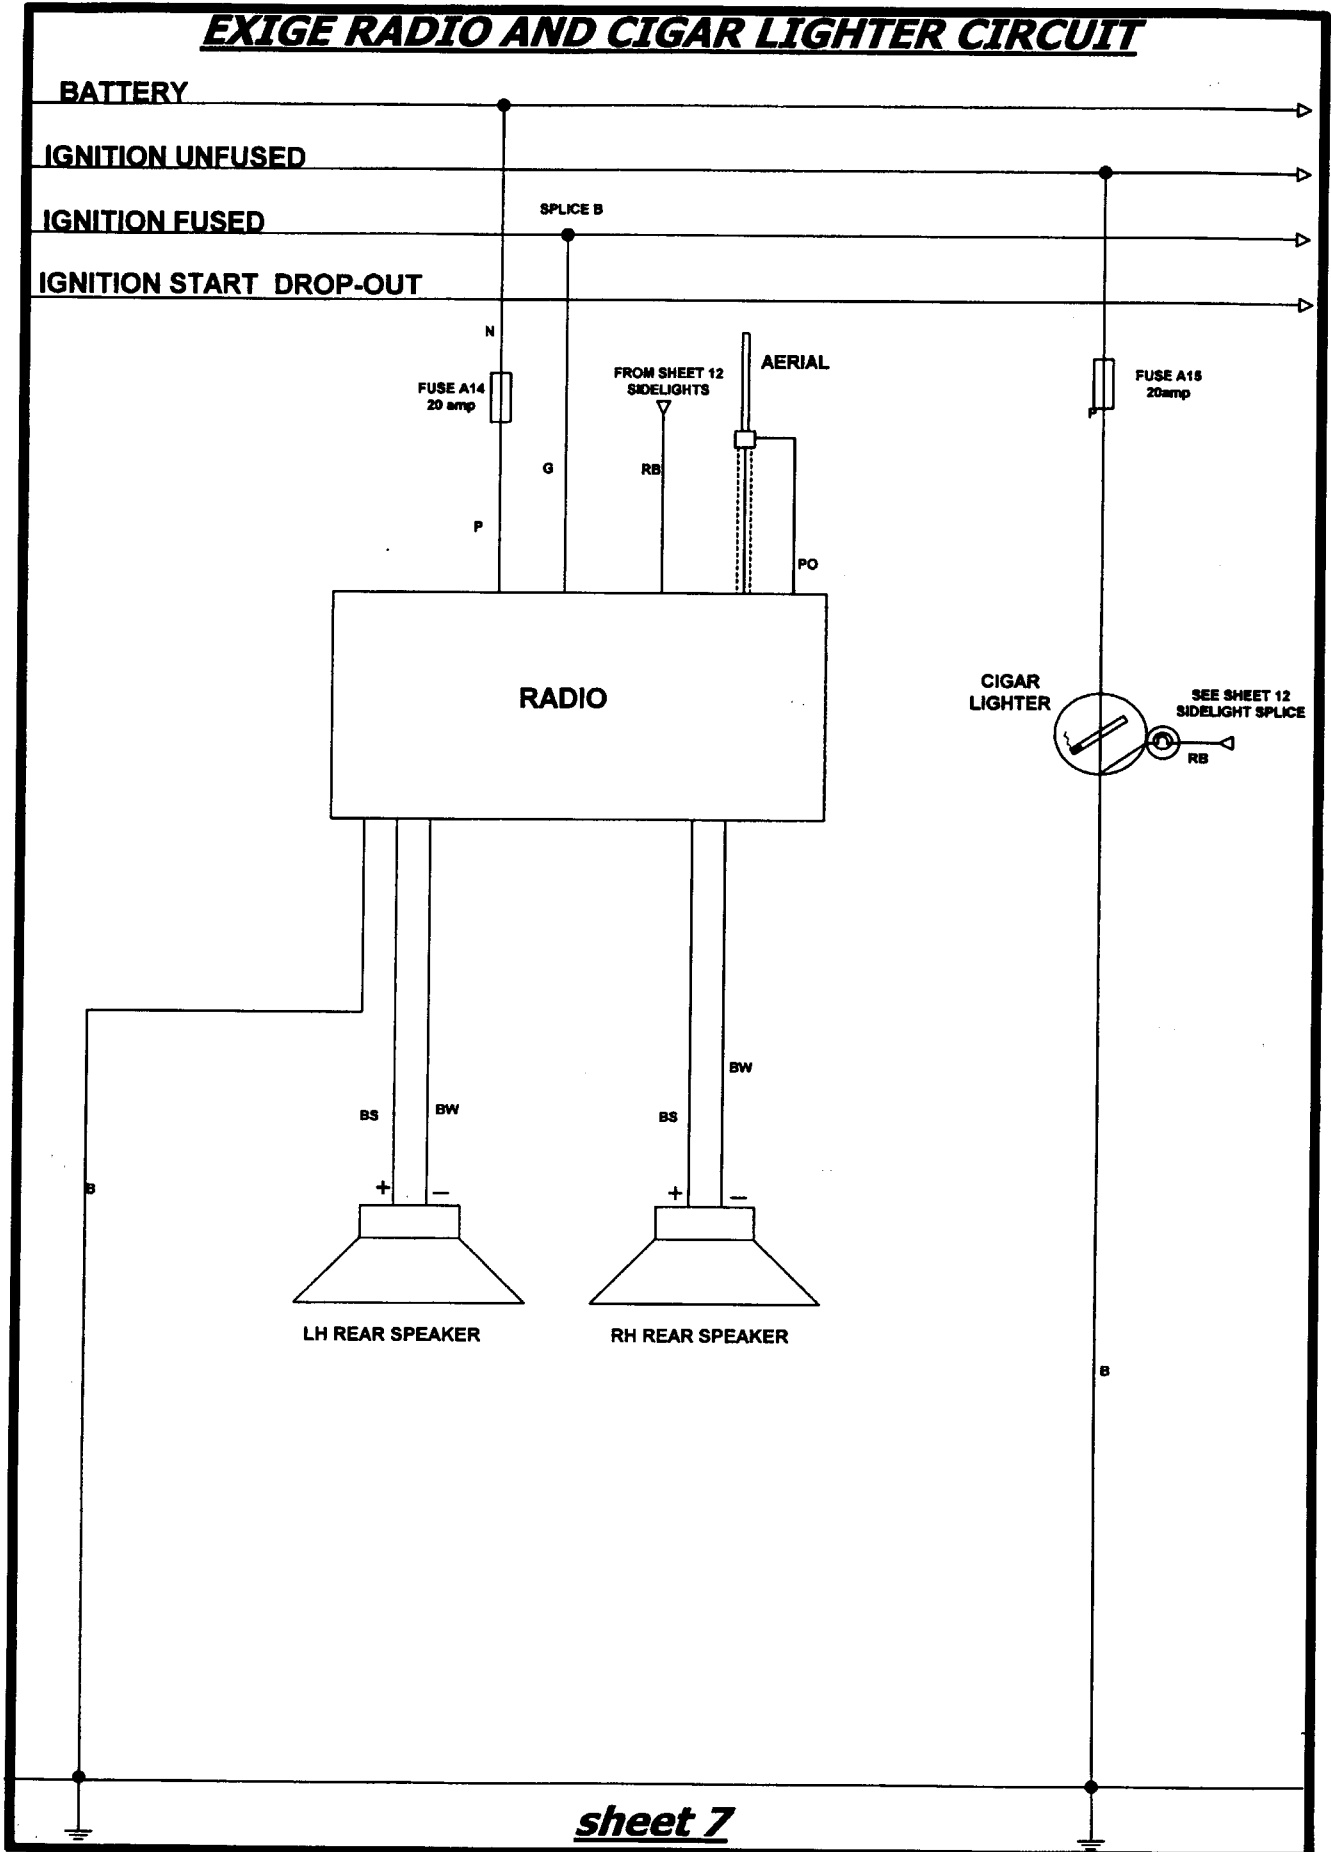 EXIGE RADIO AND CIGAR LIGHTER CIRCUIT
BATTERY
IGNITION UNFUSED
IGNITION FUSED
SPLICE B
IGNITION START DROP-OUT
N
FUSE A14
20 amp
FROM SHEET 12
SIDELIGHTS
AERIAL
FUSE A15
20amp
P
G
RB
P
PO
RADIO
CIGAR
LIGHTER
SEE SHEET 12
SIDELIGHT SPLICE
RB
BS
BW
BS
BW
B
+
–
+
–
LH REAR SPEAKER
RH REAR SPEAKER
B
sheet 7